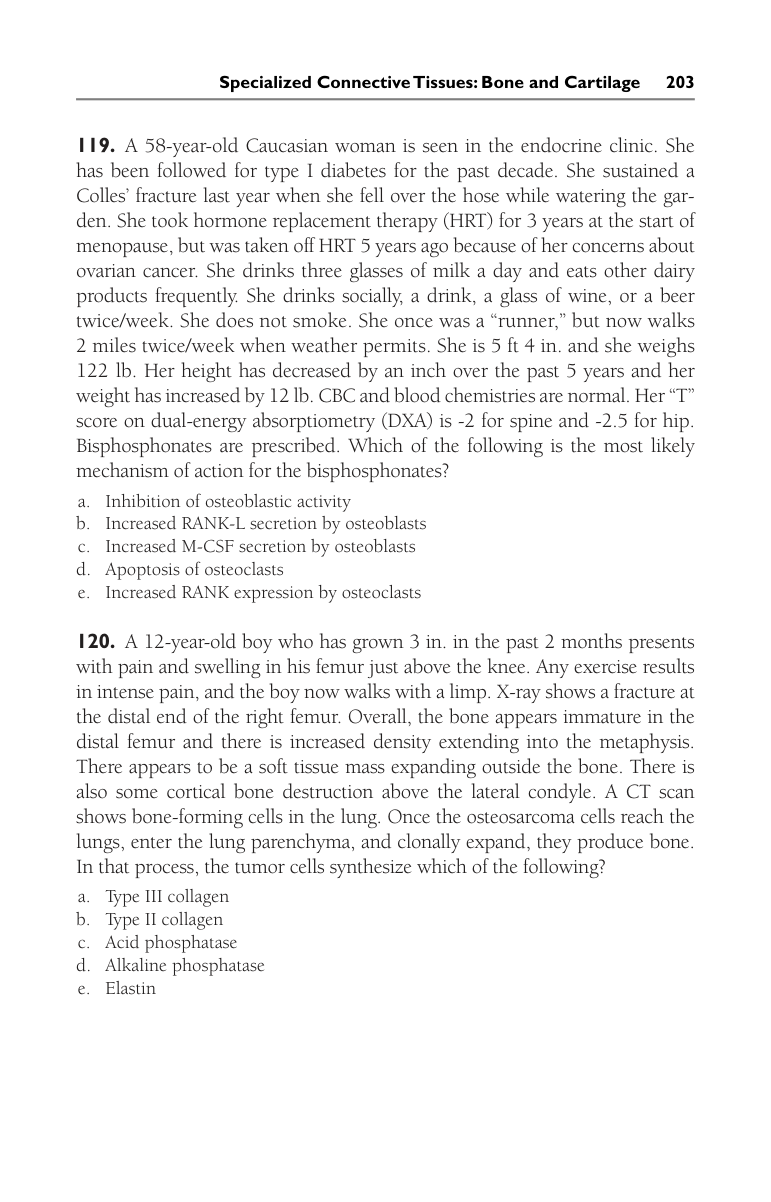 Specialized Connective Tissues: Bone and Cartilage 203
119. A 58-year-old Caucasian woman is seen in the endocrine clinic. She
has been followed for type I diabetes for the past decade. She sustained a
Colles’ fracture last year when she fell over the hose while watering the gar-
den. She took hormone replacement therapy (HRT) for 3 years at the start of
menopause, but was taken off HRT 5 years ago because of her concerns about
ovarian cancer. She drinks three glasses of milk a day and eats other dairy
products frequently. She drinks socially, a drink, a glass of wine, or a beer
twice/week. She does not smoke. She once was a “runner,” but now walks
2 miles twice/week when weather permits. She is 5 ft 4 in. and she weighs
122 lb. Her height has decreased by an inch over the past 5 years and her
weight has increased by 12 lb. CBC and blood chemistries are normal. Her “T”
score on dual-energy absorptiometry (DXA) is -2 for spine and -2.5 for hip.
Bisphosphonates are prescribed. Which of the following is the most likely
mechanism of action for the bisphosphonates?
a. Inhibition of osteoblastic activity
b. Increased RANK-L secretion by osteoblasts
c. Increased M-CSF secretion by osteoblasts
d. Apoptosis of osteoclasts
e. Increased RANK expression by osteoclasts
120. A 12-year-old boy who has grown 3 in. in the past 2 months presents
with pain and swelling in his femur just above the knee. Any exercise results
in intense pain, and the boy now walks with a limp. X-ray shows a fracture at
the distal end of the right femur. Overall, the bone appears immature in the
distal femur and there is increased density extending into the metaphysis.
There appears to be a soft tissue mass expanding outside the bone. There is
also some cortical bone destruction above the lateral condyle. A CT scan
shows bone-forming cells in the lung. Once the osteosarcoma cells reach the
lungs, enter the lung parenchyma, and clonally expand, they produce bone.
In that process, the tumor cells synthesize which of the following?
a. Type III collagen
b. Type II collagen
c. Acid phosphatase
d. Alkaline phosphatase
e. Elastin